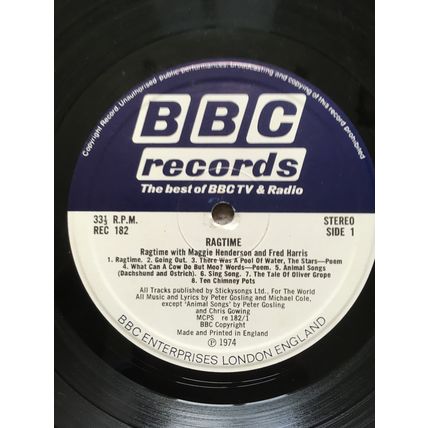 Copyright Record. Unauthorised public performances, broadcasting and copying of this record prohibited
BBC
records
The best of BBC TV & Radio
33⅓ R.P.M.
STEREO
REC 182
SIDE 1
RAGTIME
Ragtime with Maggie Henderson and Fred Harris
1. Ragtime. 2. Going Out. 3. There Was A Pool Of Water, The Stars—Poem
4. What Can A Cow Do But Moo? Words—Poem. 5. Animal Songs
(Dachshund and Ostrich). 6. Sing Song. 7. The Tale Of Oliver Grope
8. Ten Chimney Pots
All Tracks published by Stickysongs Ltd., For The World
All Music and Lyrics by Peter Gosling and Michael Cole,
except 'Animal Songs' by Peter Gosling and
Chris Gowing
MCPS re 182/1
BBC Copyright
Made and Printed in England
℗ 1974
BBC ENTERPRISES LONDON ENGLAND